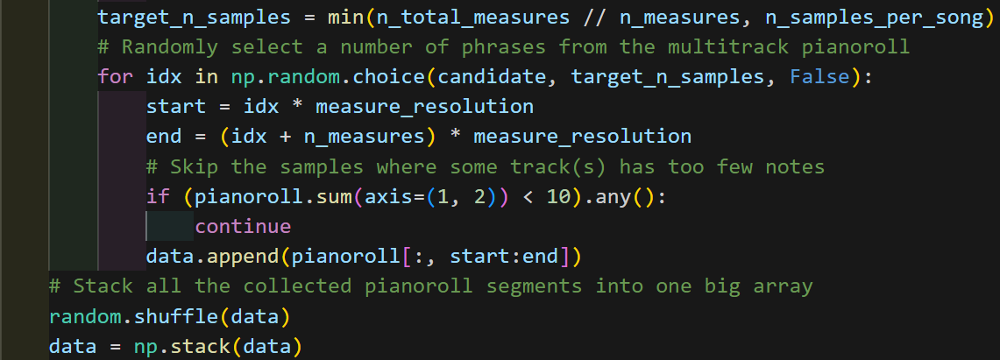 target_n_samples = min(n_total_measures // n_measures, n_samples_per_song)
# Randomly select a number of phrases from the multitrack pianoroll
for idx in np.random.choice(candidate, target_n_samples, False):
start = idx * measure_resolution
end = (idx + n_measures) * measure_resolution
# Skip the samples where some track(s) has too few notes
if (pianoroll.sum(axis=(1, 2)) < 10).any():
continue
data.append(pianoroll[:, start:end])
# Stack all the collected pianoroll segments into one big array
random.shuffle(data)
data = np.stack(data)